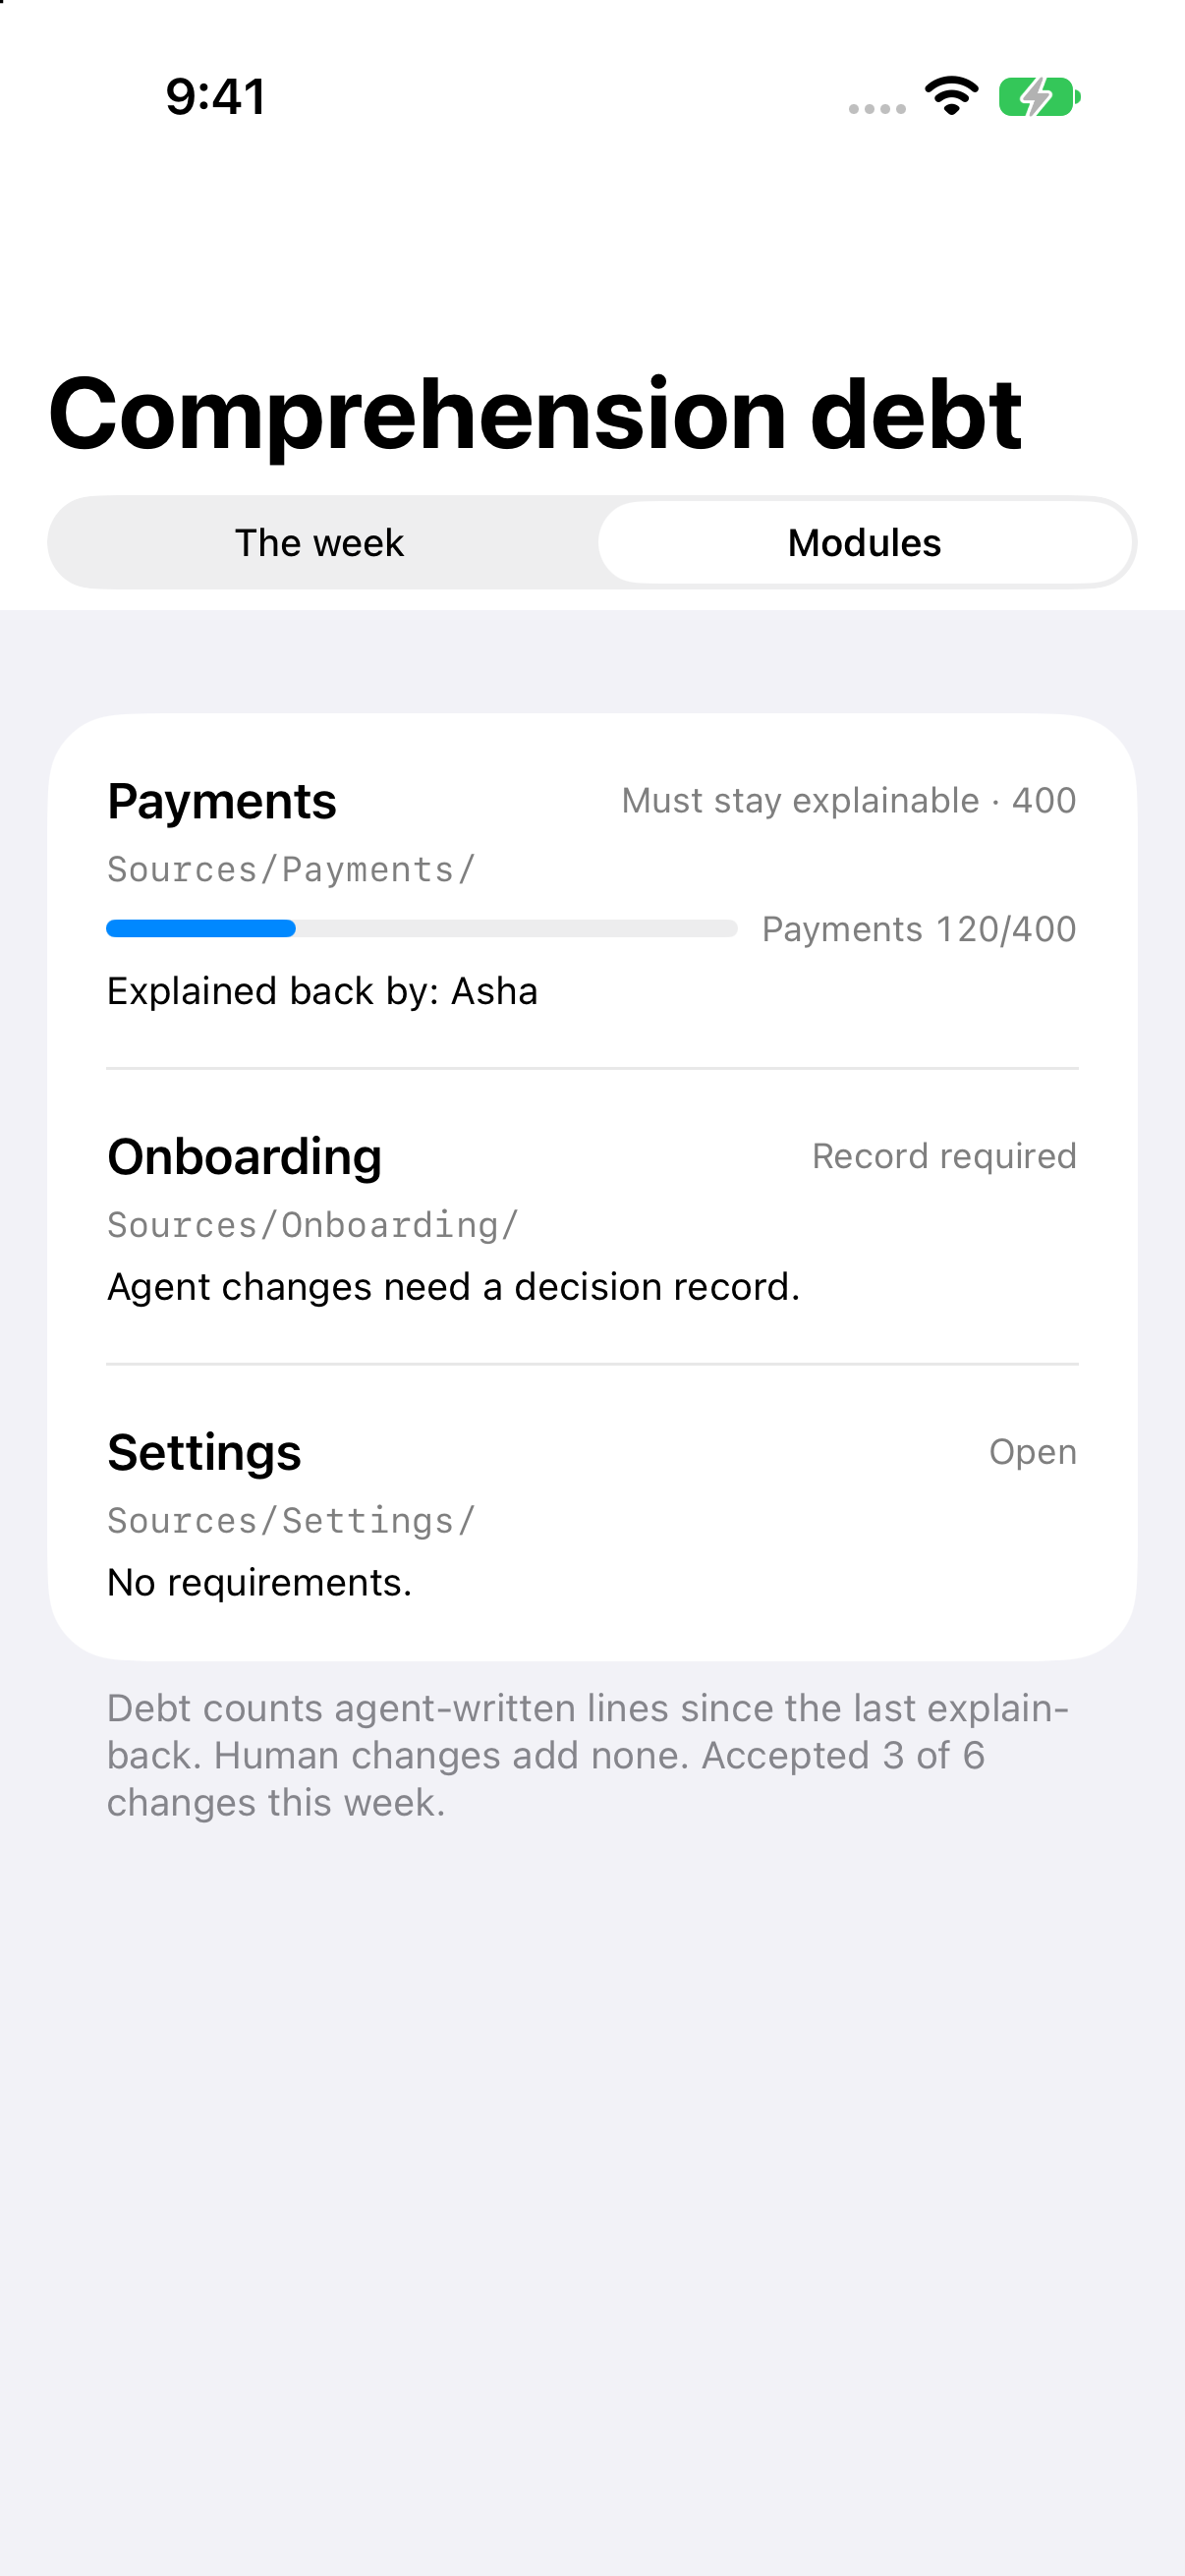 9:41
Comprehension debt
The week
Modules
Payments
Must stay explainable · 400
Sources/Payments/
Payments 120/400
Explained back by: Asha
Onboarding
Record required
Sources/Onboarding/
Agent changes need a decision record.
Settings
Open
Sources/Settings/
No requirements.
Debt counts agent-written lines since the last explain-
back. Human changes add none. Accepted 3 of 6
changes this week.